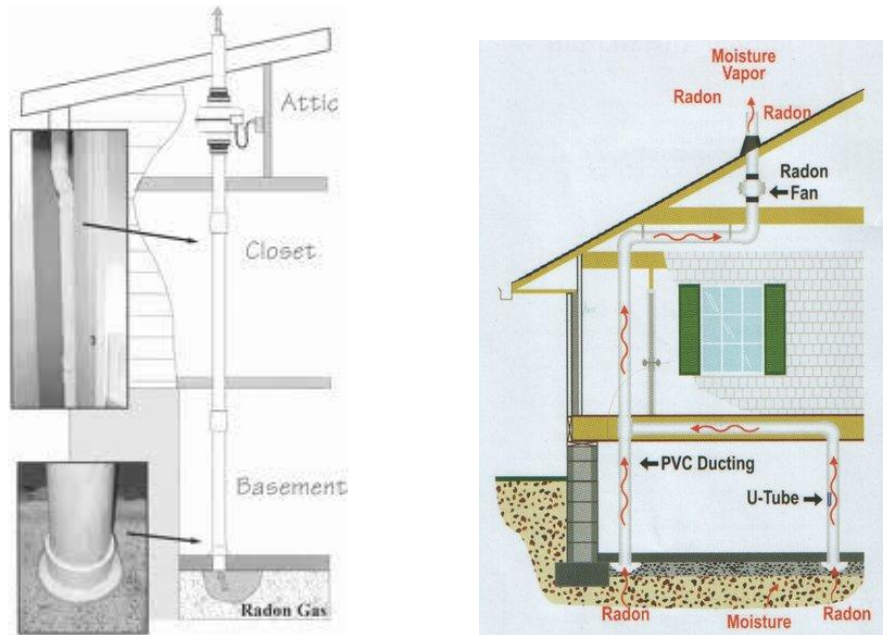 Attic
Closet
Basement
Radon Gas
Moisture
Vapor
Radon
Radon
Radon
Fan
PVC Ducting
U-Tube
Radon
Moisture
Radon